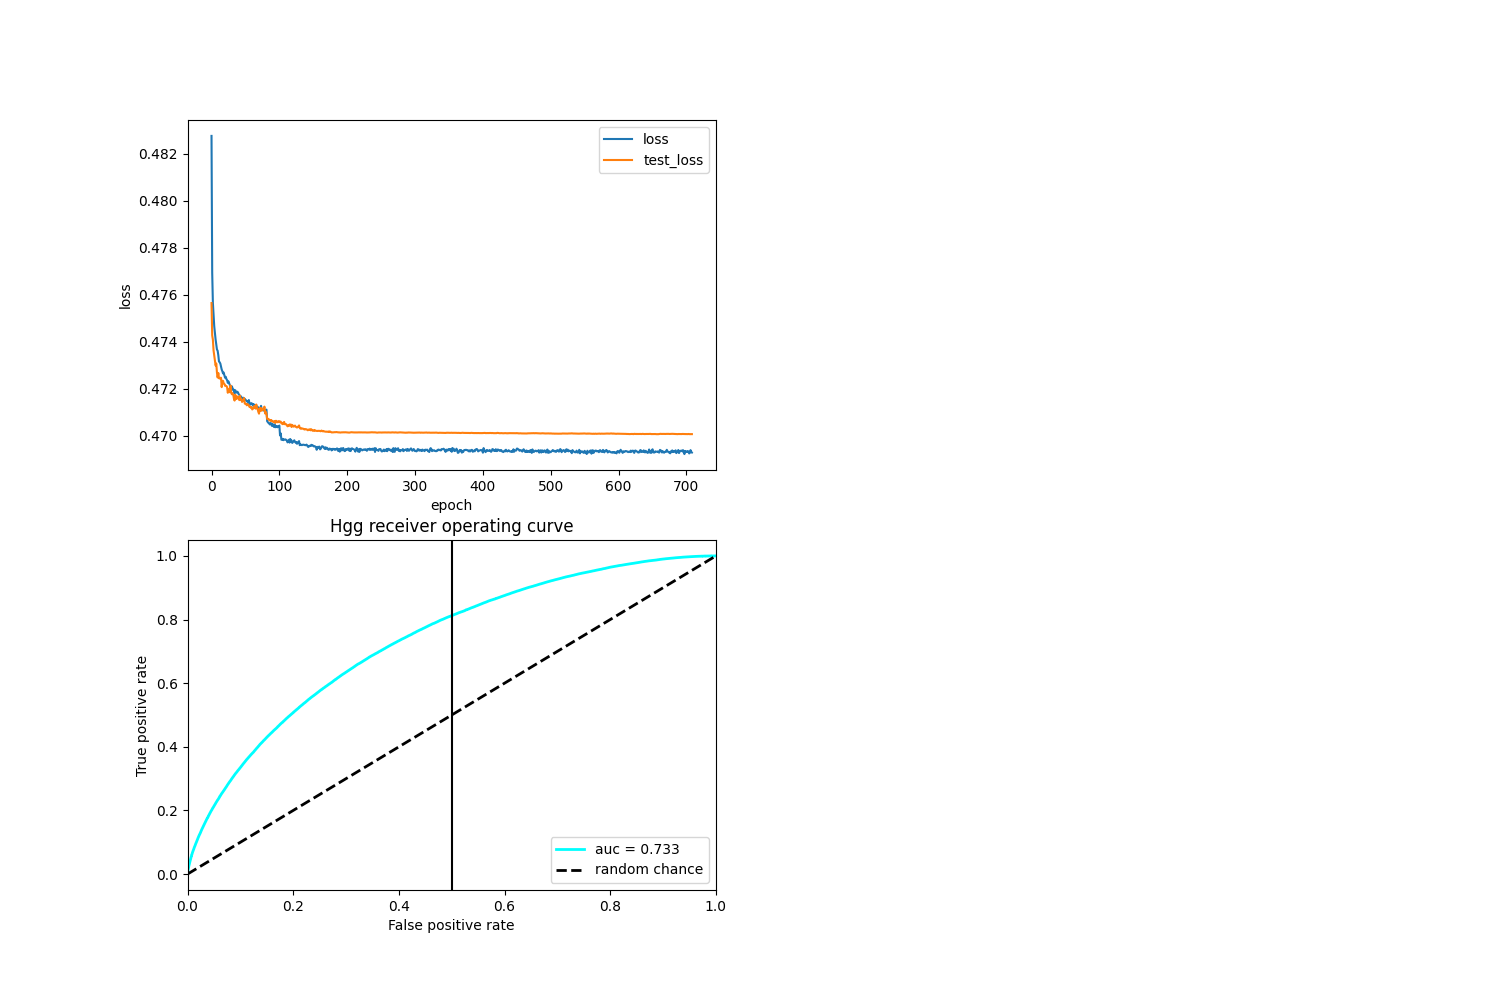 loss
test_loss
0.482
0.480
0.478
0.476
0.474
0.472
0.470
loss
0 100 200 300 400 500 600 700
epoch
Hgg receiver operating curve
1.0
0.8
0.6
0.4
0.2
0.0
True positive rate
auc = 0.733
random chance
0.0 0.2 0.4 0.6 0.8 1.0
False positive rate